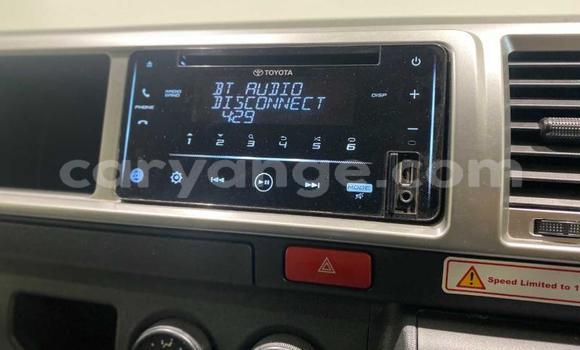 TOYOTA
RADIO
BAND
BT AUDIO
DISCONNECT
429
DISP
PHONE
1 2 3 4 5 6
MODE
caryange.com
Speed Limited to 1